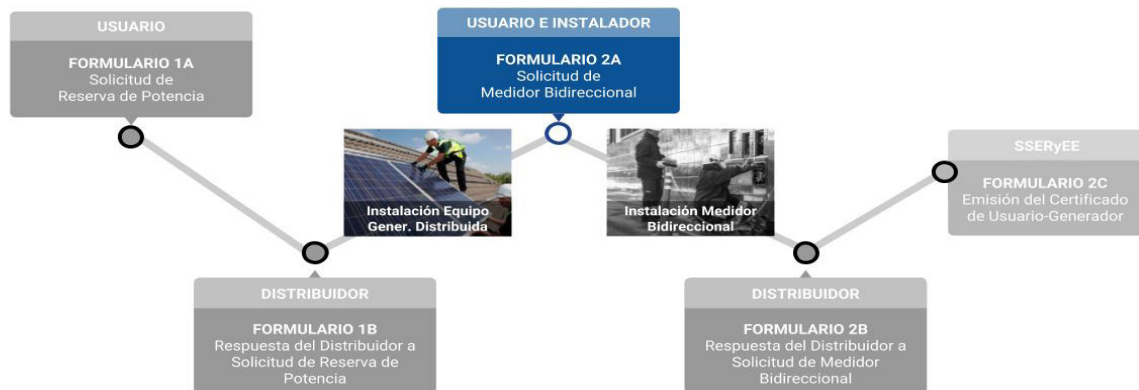 USUARIO
FORMULARIO 1A
Solicitud de
Reserva de Potencia
USUARIO E INSTALADOR
FORMULARIO 2A
Solicitud de
Medidor Bidireccional
Instalación Equipo
Gener. Distribuida
Instalación Medidor
Bidireccional
SSERyEE
FORMULARIO 2C
Emisión del Certificado
de Usuario-Generador
DISTRIBUIDOR
FORMULARIO 1B
Respuesta del Distribuidor a
Solicitud de Reserva de
Potencia
DISTRIBUIDOR
FORMULARIO 2B
Respuesta del Distribuidor a
Solicitud de Medidor
Bidireccional